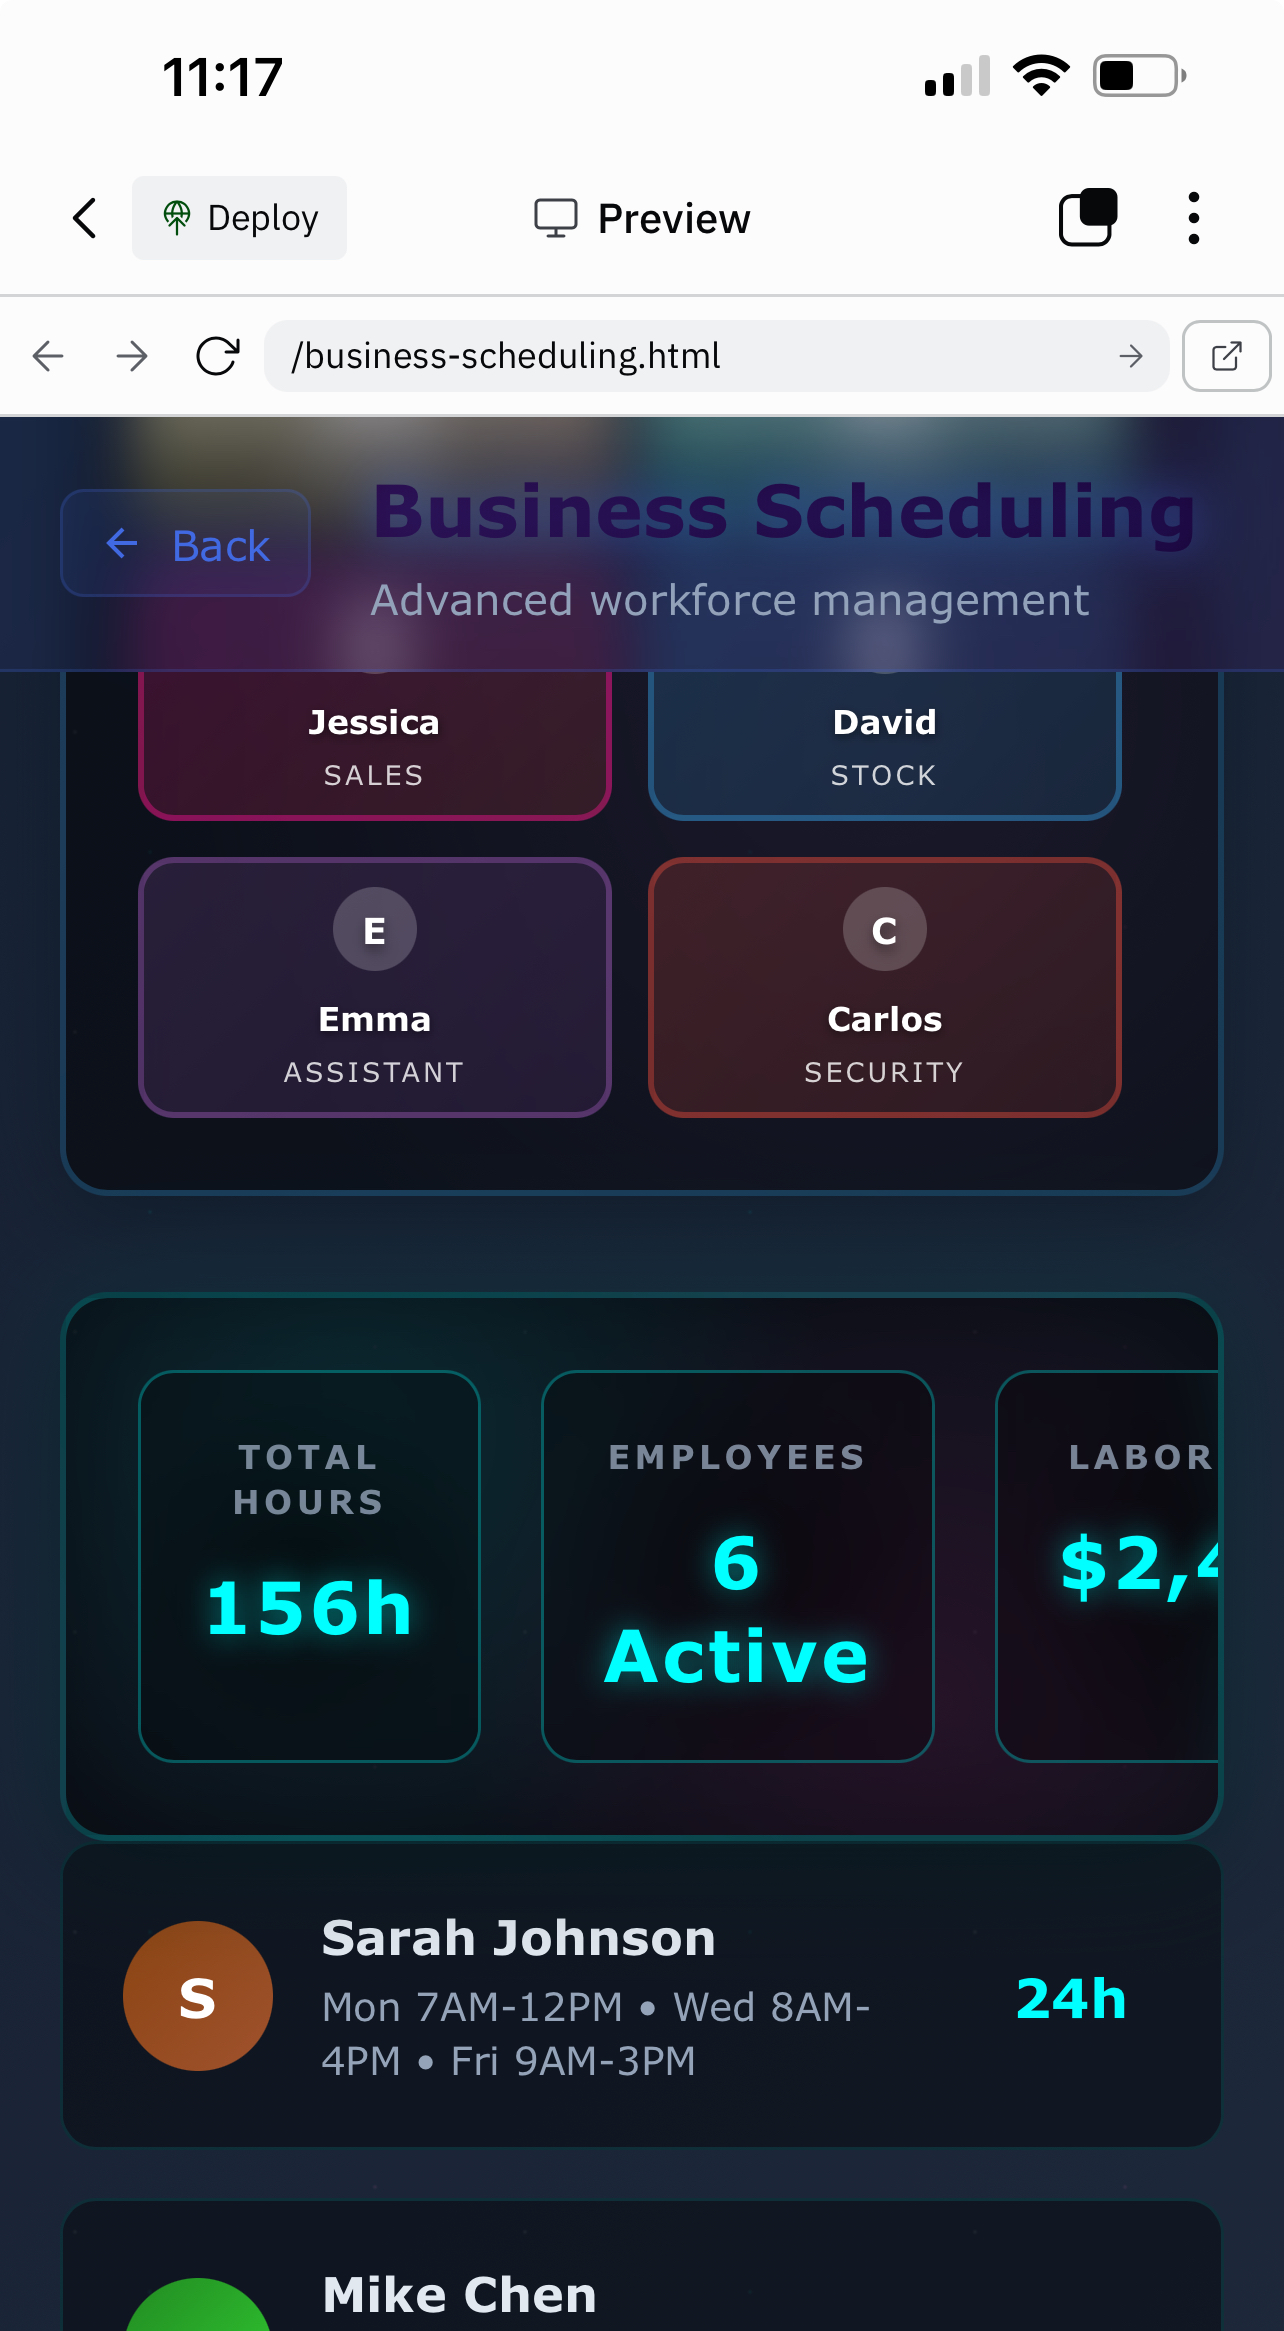 11:17
Deploy
Preview
/business-scheduling.html
Back
Business Scheduling
Advanced workforce management
Jessica
SALES
David
STOCK
E
Emma
ASSISTANT
C
Carlos
SECURITY
TOTAL
HOURS
156h
EMPLOYEES
6
Active
LABOR
$2,4
S
Sarah Johnson
Mon 7AM-12PM • Wed 8AM-
4PM • Fri 9AM-3PM
24h
Mike Chen